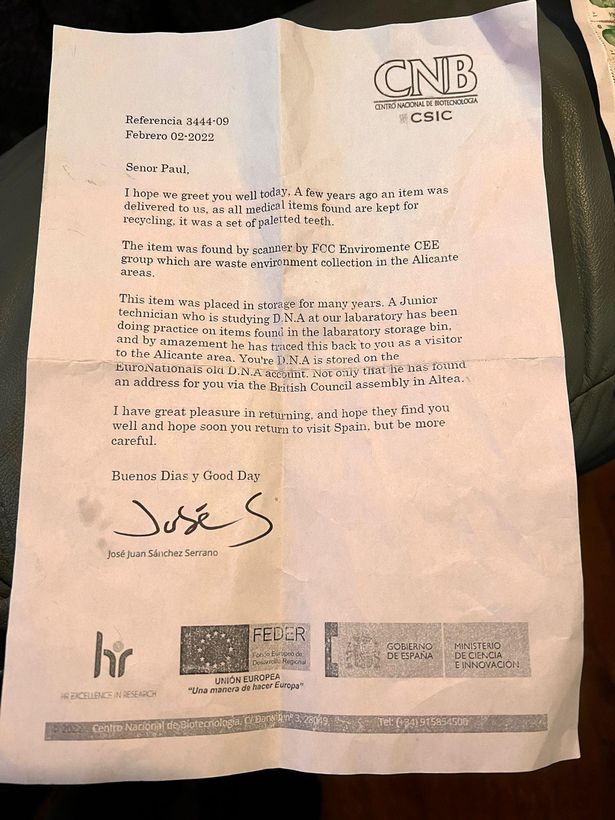 CNB
CENTRO NACIONAL DE BIOTECNOLOGIA
CSIC
Referencia 3444-09
Febrero 02-2022
Senor Paul,
I hope we greet you well today, A few years ago an item was
delivered to us, as all medical items found are kept for
recycling, it was a set of paletted teeth.
The item was found by scanner by FCC Enviromente CEE
group which are waste environment collection in the Alicante
areas.
This item was placed in storage for many years. A Junior
technician who is studying D.N.A at our labaratory has been
doing practice on items found in the labaratory storage bin,
and by amazement he has traced this back to you as a visitor
to the Alicante area. You're D.N.A is stored on the
EuroNationals old D.N.A account. Not only that he has found
an address for you via the British Council assembly in Altea.
I have great pleasure in returning, and hope they find you
well and hope soon you return to visit Spain, but be more
careful.
Buenos Dias y Good Day
José S
José Juan Sánchez Serrano
hr
HR EXCELLENCE IN RESEARCH
FEDER
Fondo Europeo de
Desarrollo Regional
UNIÓN EUROPEA
"Una manera de hacer Europa"
GOBIERNO
DE ESPAÑA
MINISTERIO
DE CIENCIA
E INNOVACIÓN
© 2022 Centro Nacional de Biotecnología, C/ Darwin nº 3, 28049, Tel: (+34) 915854500